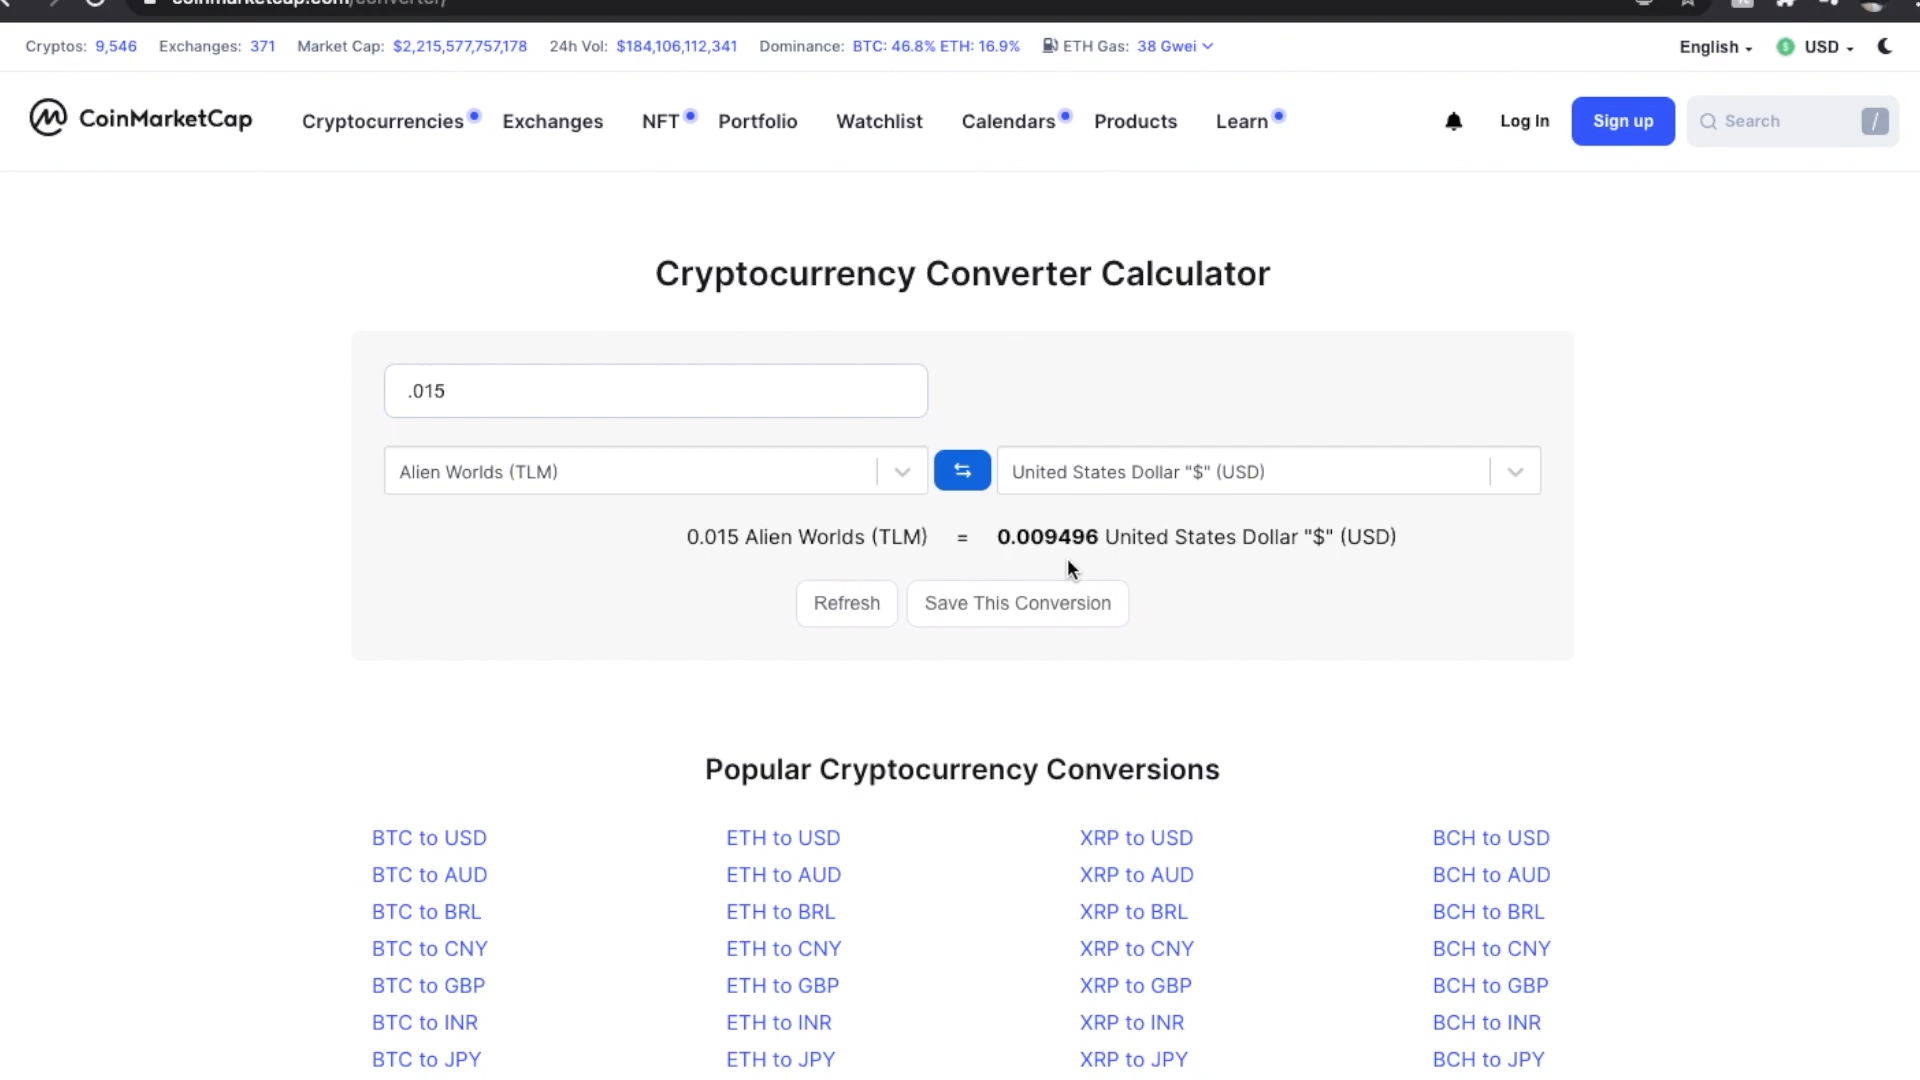 coinmarketcap.com/converter/
Cryptos: 9,546 Exchanges: 371 Market Cap: $2,215,577,757,178 24h Vol: $184,106,112,341 Dominance: BTC: 46.8% ETH: 16.9% ETH Gas: 38 Gwei English USD
CoinMarketCap Cryptocurrencies Exchanges NFT Portfolio Watchlist Calendars Products Learn Log In Sign up Search /
Cryptocurrency Converter Calculator
.015
Alien Worlds (TLM) United States Dollar "$" (USD)
0.015 Alien Worlds (TLM) = 0.009496 United States Dollar "$" (USD)
Refresh Save This Conversion
Popular Cryptocurrency Conversions
BTC to USD ETH to USD XRP to USD BCH to USD
BTC to AUD ETH to AUD XRP to AUD BCH to AUD
BTC to BRL ETH to BRL XRP to BRL BCH to BRL
BTC to CNY ETH to CNY XRP to CNY BCH to CNY
BTC to GBP ETH to GBP XRP to GBP BCH to GBP
BTC to INR ETH to INR XRP to INR BCH to INR
BTC to JPY ETH to JPY XRP to JPY BCH to JPY